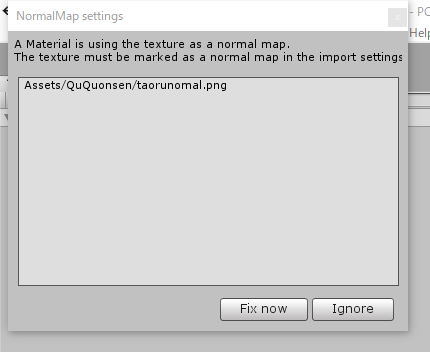 NormalMap settings
x
- PC
Help
A Material is using the texture as a normal map.
The texture must be marked as a normal map in the import settings
Assets/QuQuonsen/taorunomal.png
Fix now
Ignore